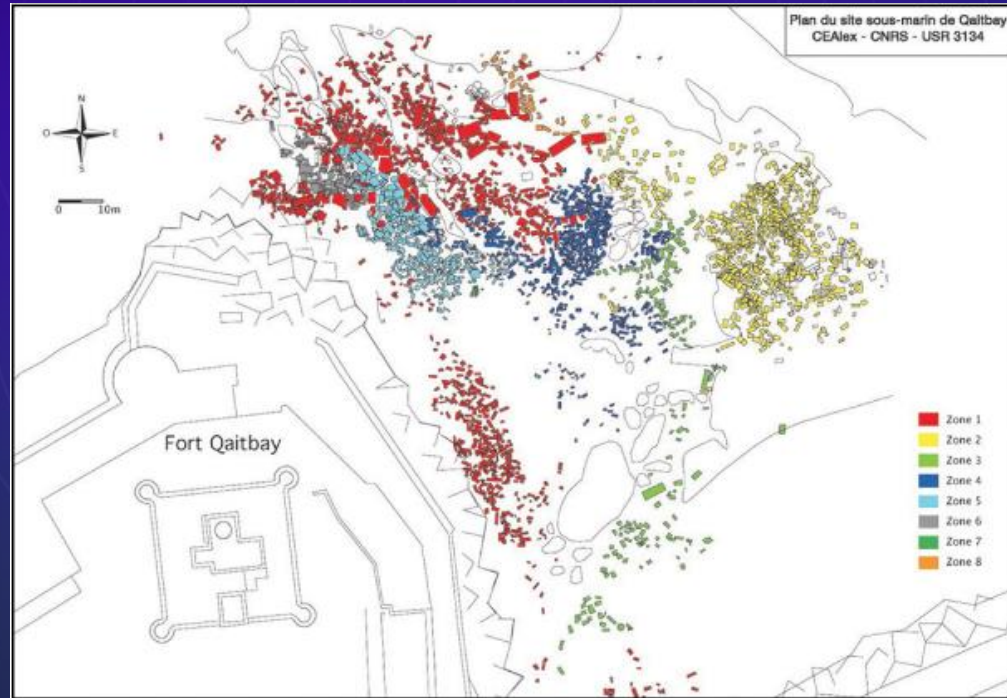 Plan du site sous-marin de Qaitbay
CEAlex - CNRS - USR 3134
N
O
E
S
0
10m
Fort Qaitbay
Zone 1
Zone 2
Zone 3
Zone 4
Zone 5
Zone 6
Zone 7
Zone 8